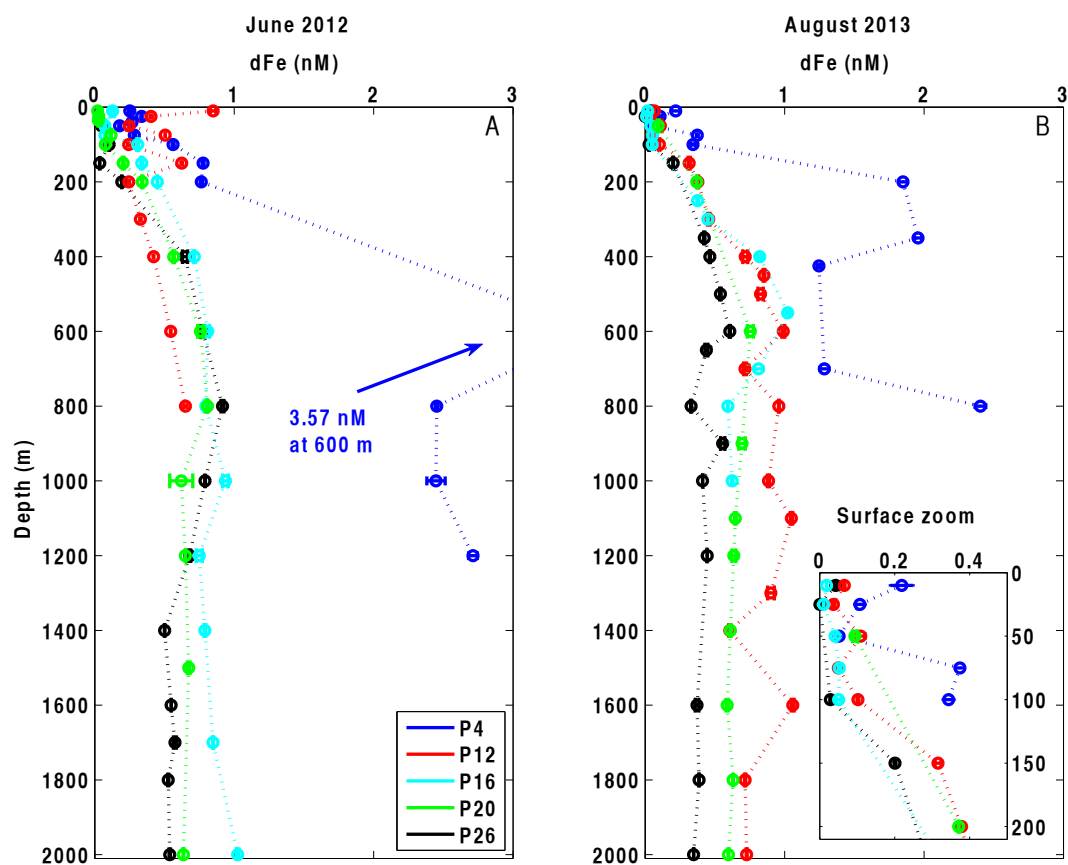 June 2012
dFe (nM)
0 1 2 3
A
0
200
400
600
800
1000
1200
1400
1600
1800
2000
Depth (m)
3.57 nM
at 600 m
P4
P12
P16
P20
P26
August 2013
dFe (nM)
0 1 2 3
B
0
200
400
600
800
1000
1200
1400
1600
1800
2000
Surface zoom
0 0.2 0.4
0
50
100
150
200